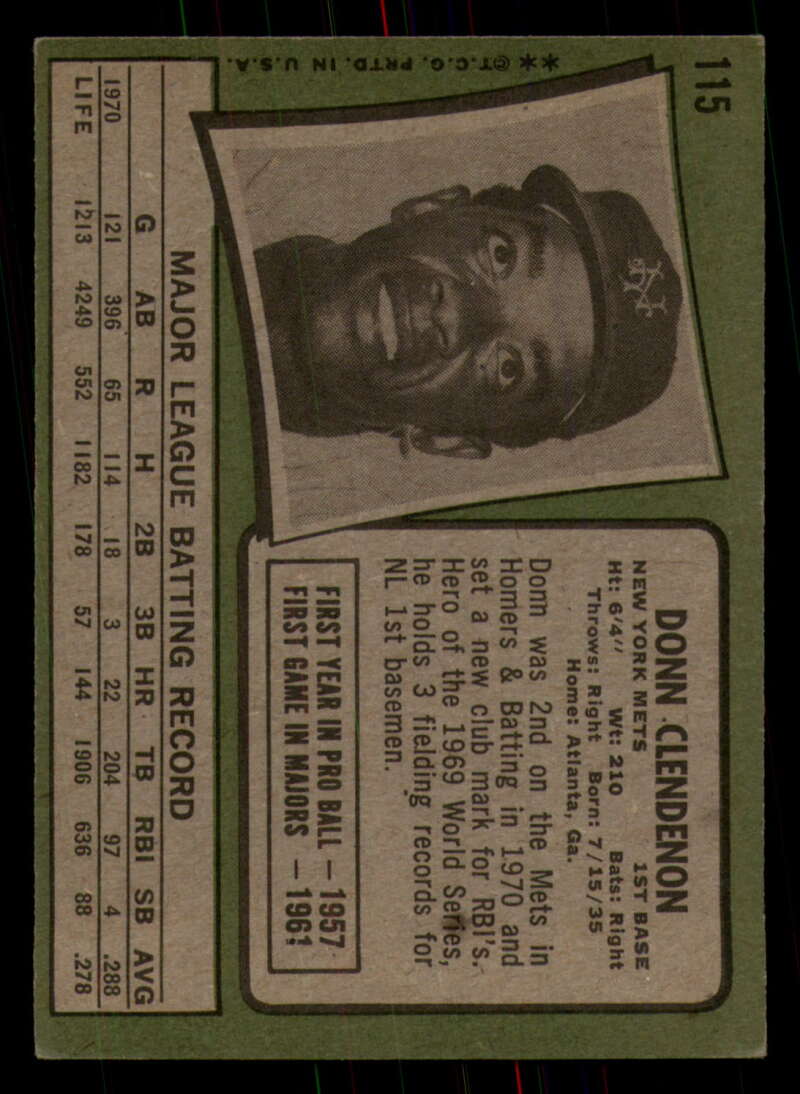 115
**©T.C.G. PRTD. IN U.S.A.
NY
DONN CLENDENON
NEW YORK METS 1ST BASE
Ht: 6'4" Wt: 210 Bats: Right
Throws: Right Born: 7/15/35
Home: Atlanta, Ga.
Donn was 2nd on the Mets in
Homers & Batting in 1970 and
set a new club mark for RBI's.
Hero of the 1969 World Series,
he holds 3 fielding records for
NL 1st basemen.
FIRST YEAR IN PRO BALL — 1957
FIRST GAME IN MAJORS — 1961
MAJOR LEAGUE BATTING RECORD
G AB R H 2B 3B HR TB RBI SB AVG
1970 121 396 65 114 18 3 22 204 97 4 .288
LIFE 1213 4249 552 1182 178 57 144 1906 636 88 .278